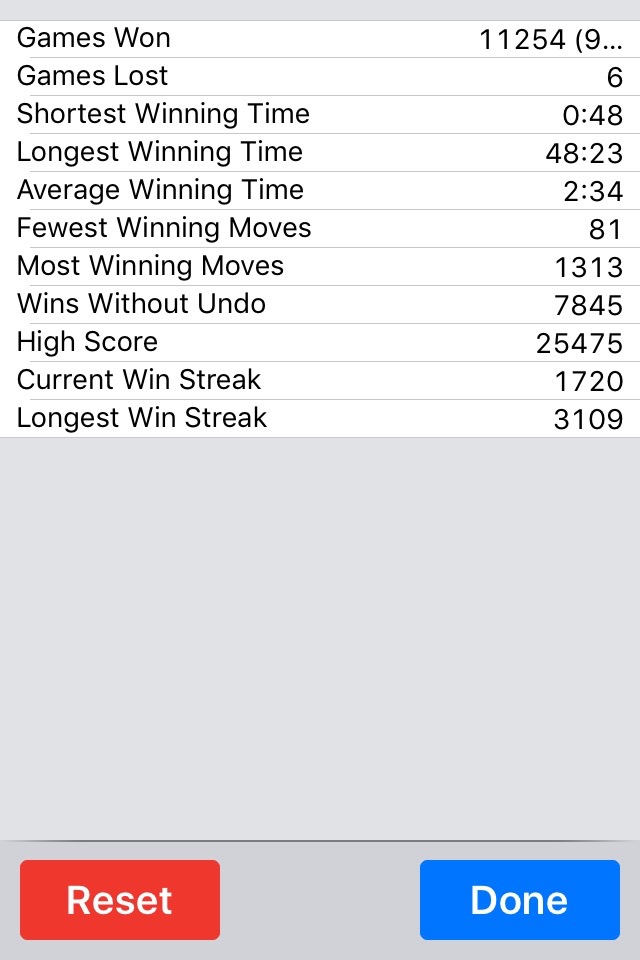 Games Won 11254 (9...
Games Lost 6
Shortest Winning Time 0:48
Longest Winning Time 48:23
Average Winning Time 2:34
Fewest Winning Moves 81
Most Winning Moves 1313
Wins Without Undo 7845
High Score 25475
Current Win Streak 1720
Longest Win Streak 3109
Reset Done